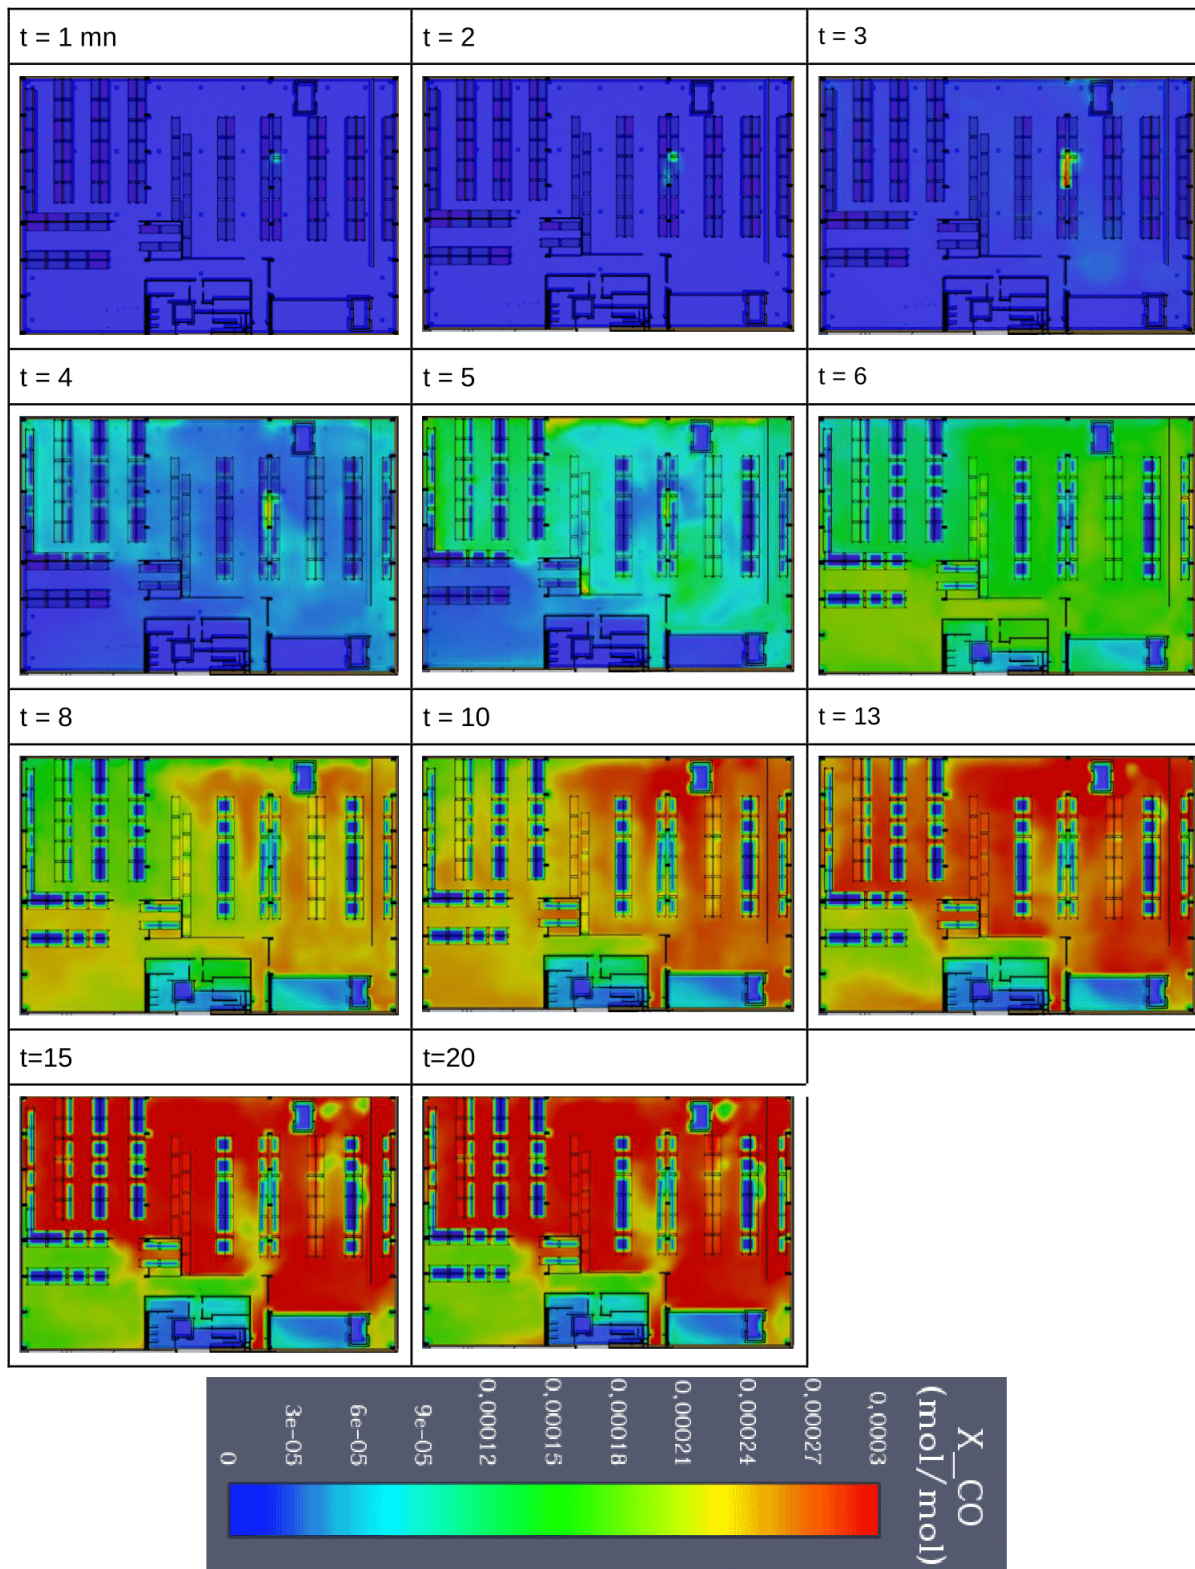 t = 1 mn
t = 2
t = 3
t = 4
t = 5
t = 6
t = 8
t = 10
t = 13
t=15
t=20
0
3e-05
6e-05
9e-05
0,00012
0,00015
0,00018
0,00021
0,00024
0,00027
0,0003
X_CO
(mol/mol)